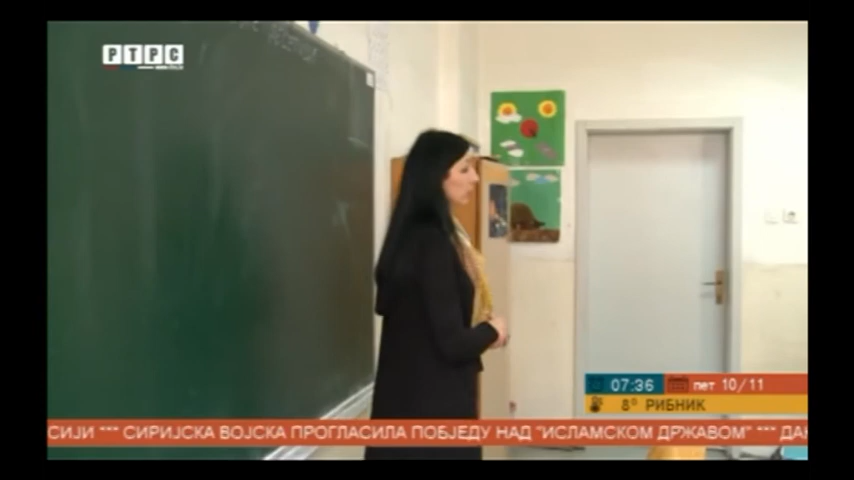 РТРС
07:36 пет 10/11
8° РИБНИК
СИЈИ *** СИРИЈСКА ВОЈСКА ПРОГЛАСИЛА ПОБЈЕДУ НАД "ИСЛАМСКОМ ДРЖАВОМ" *** ДА